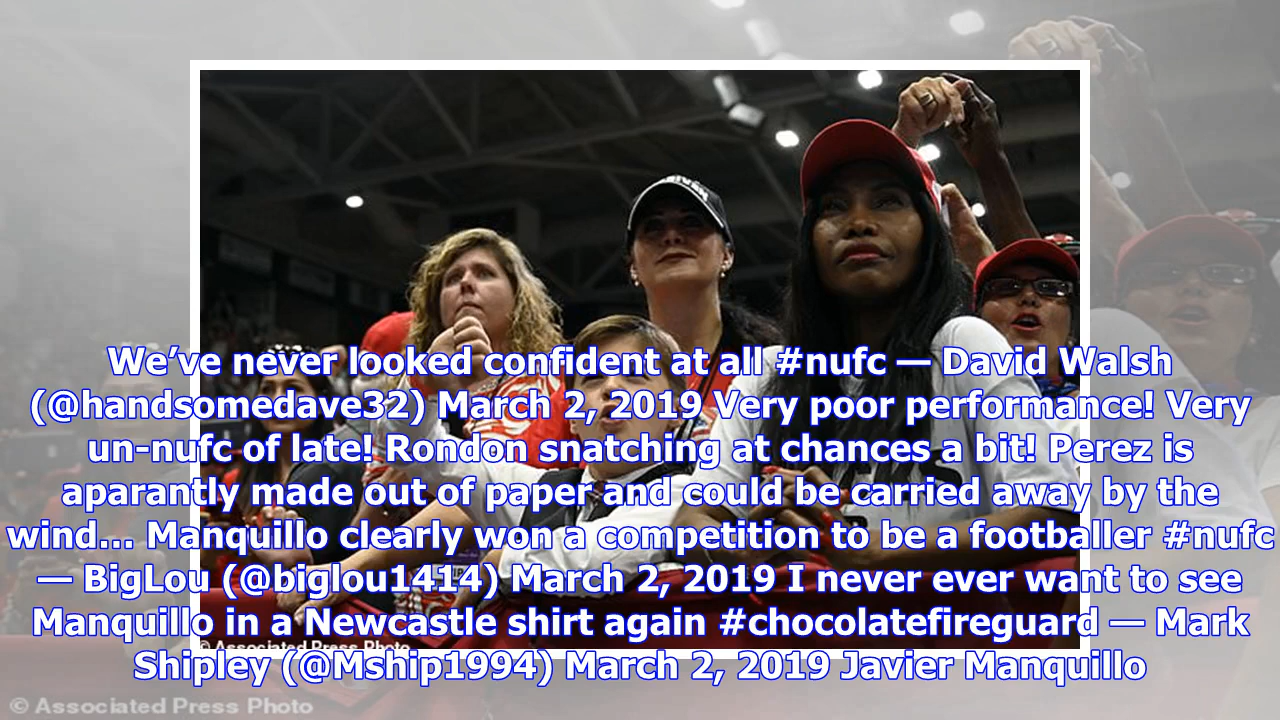 We’ve never looked confident at all #nufc — David Walsh
(@handsomedave32) March 2, 2019 Very poor performance! Very
un-nufc of late! Rondon snatching at chances a bit! Perez is
aparantly made out of paper and could be carried away by the
wind… Manquillo clearly won a competition to be a footballer #nufc
— BigLou (@biglou1414) March 2, 2019 I never ever want to see
Manquillo in a Newcastle shirt again #chocolatefireguard — Mark
© Associated Press Photo
Shipley (@Mship1994) March 2, 2019 Javier Manquillo
© Associated Press Photo